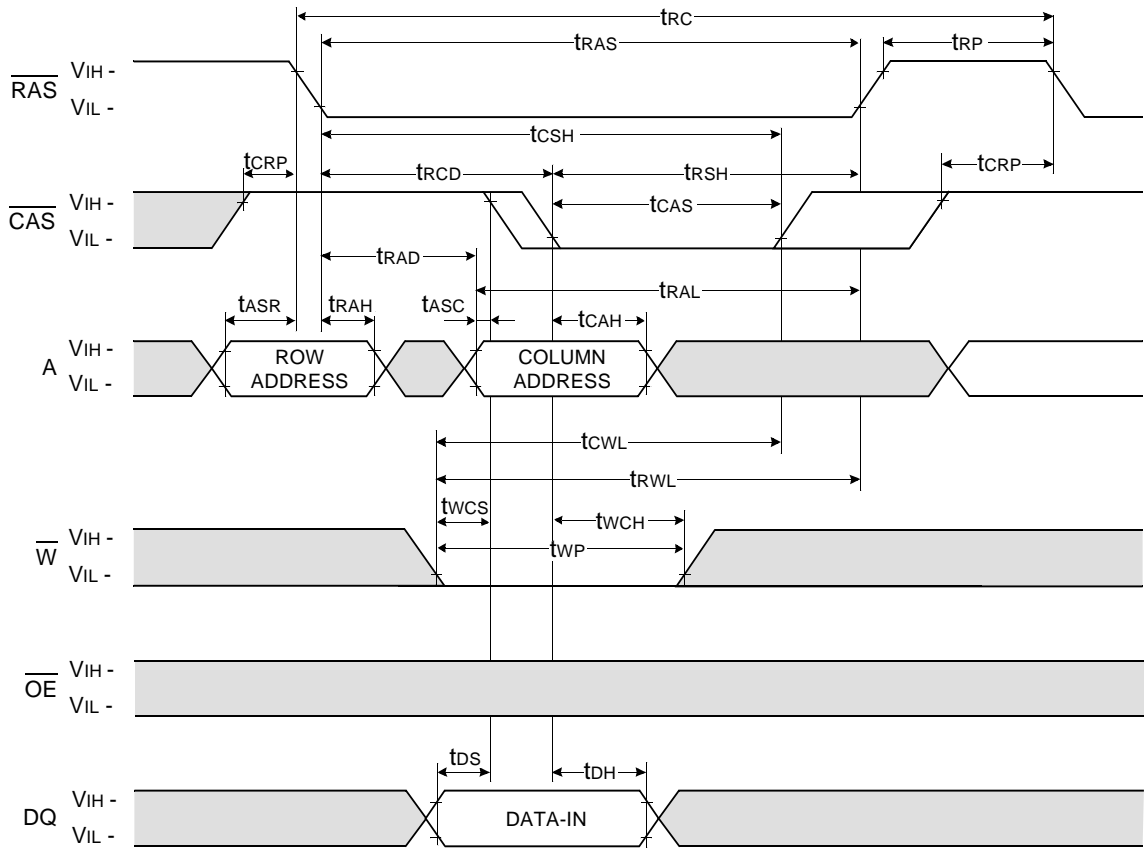 tRC
tRAS
tRP
RAS
VIH -
VIL -
tCSH
tCRP
tRCD
tRSH
tCRP
CAS
VIH -
VIL -
tCAS
tRAD
tRAL
tASR
tRAH
tASC
tCAH
A
VIH -
VIL -
ROW
ADDRESS
COLUMN
ADDRESS
tCWL
tRWL
tWCS
tWCH
W
VIH -
VIL -
tWP
OE
VIH -
VIL -
tDS
tDH
DQ
VIH -
VIL -
DATA-IN